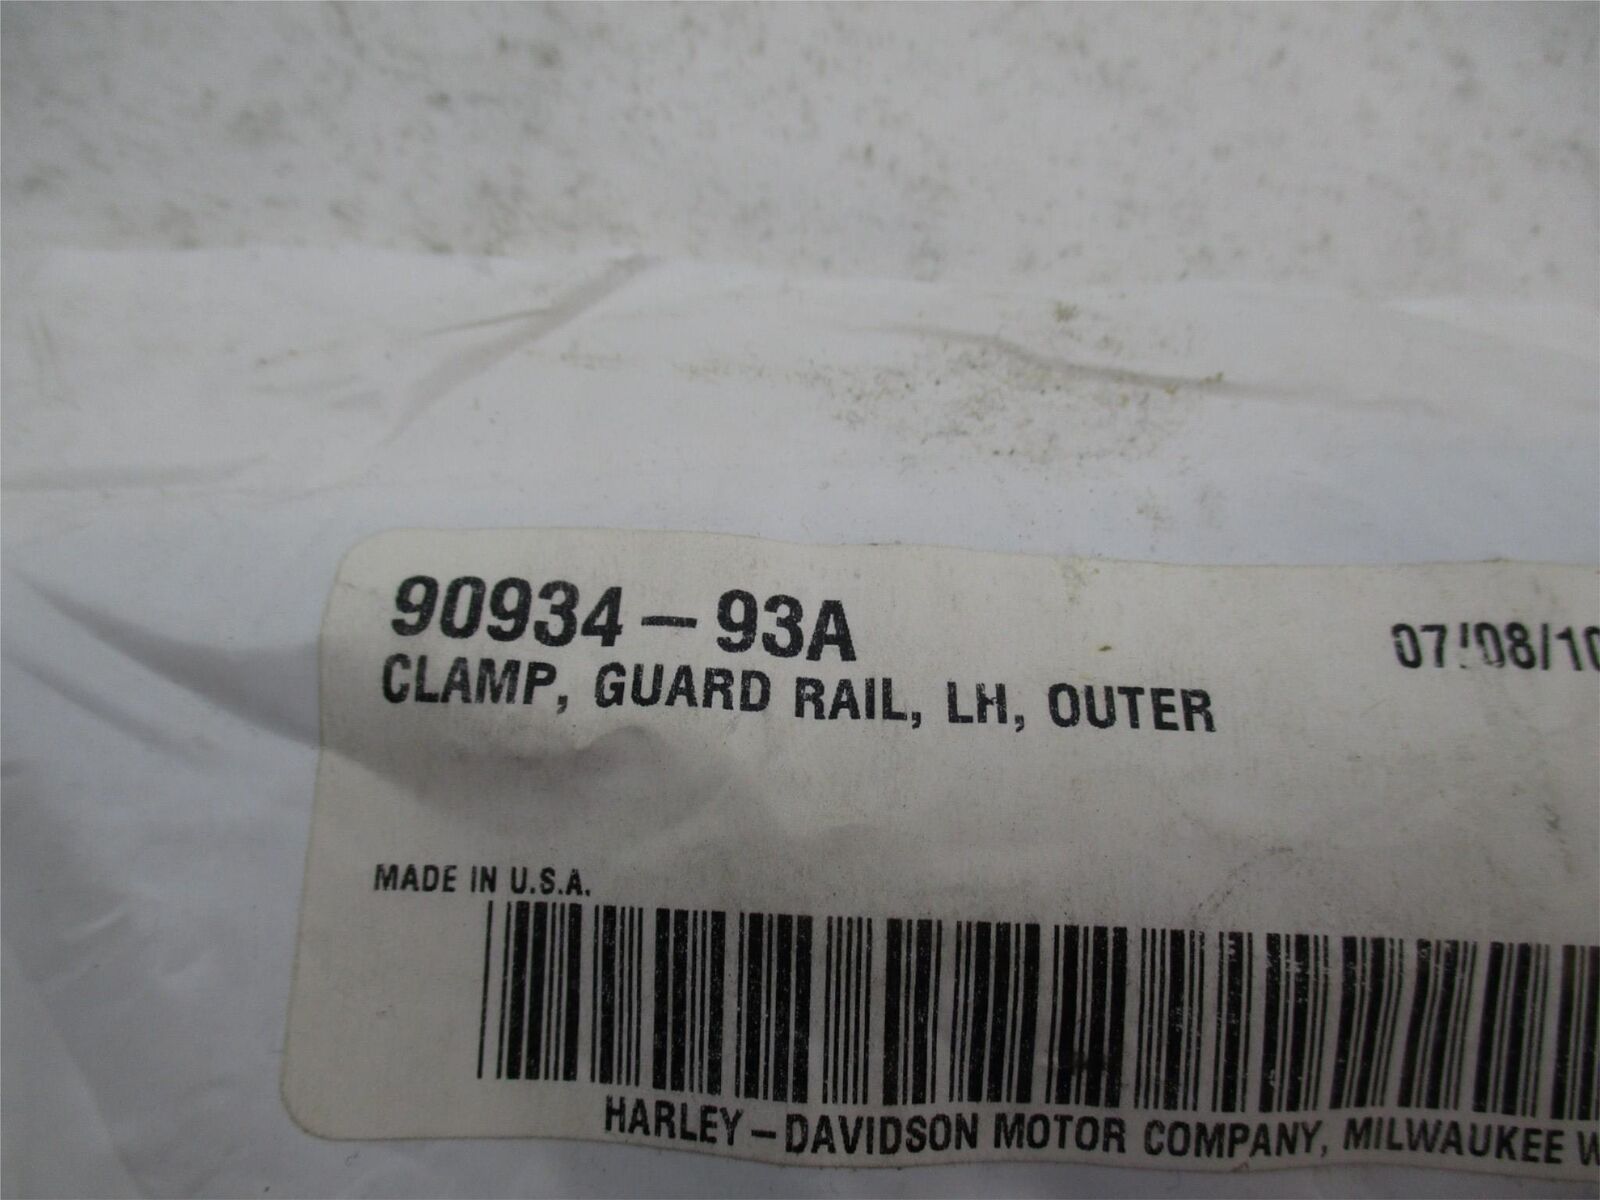 90934-93A
07/08/10
CLAMP, GUARD RAIL, LH, OUTER
MADE IN U.S.A.
HARLEY-DAVIDSON MOTOR COMPANY, MILWAUKEE